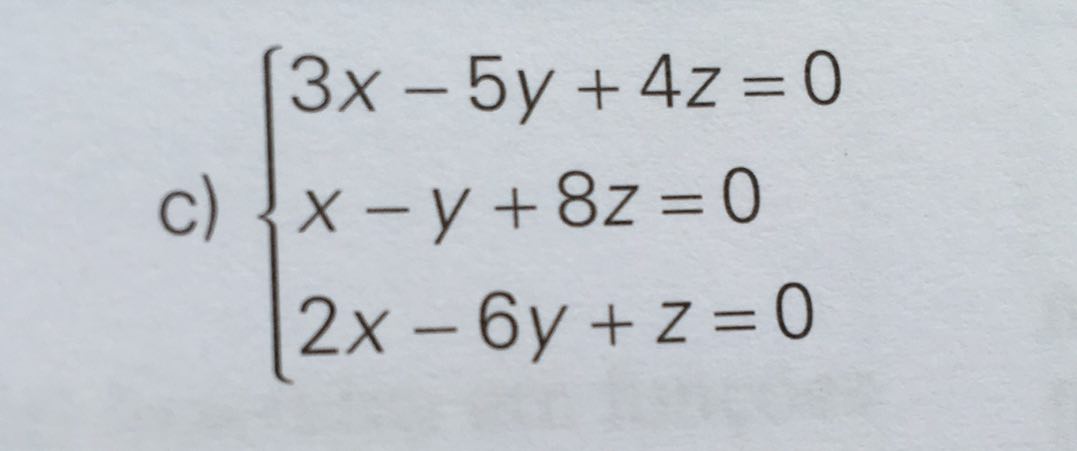 3x – 5y + 4z = 0
c) x – y + 8z = 0
2x – 6y + z = 0